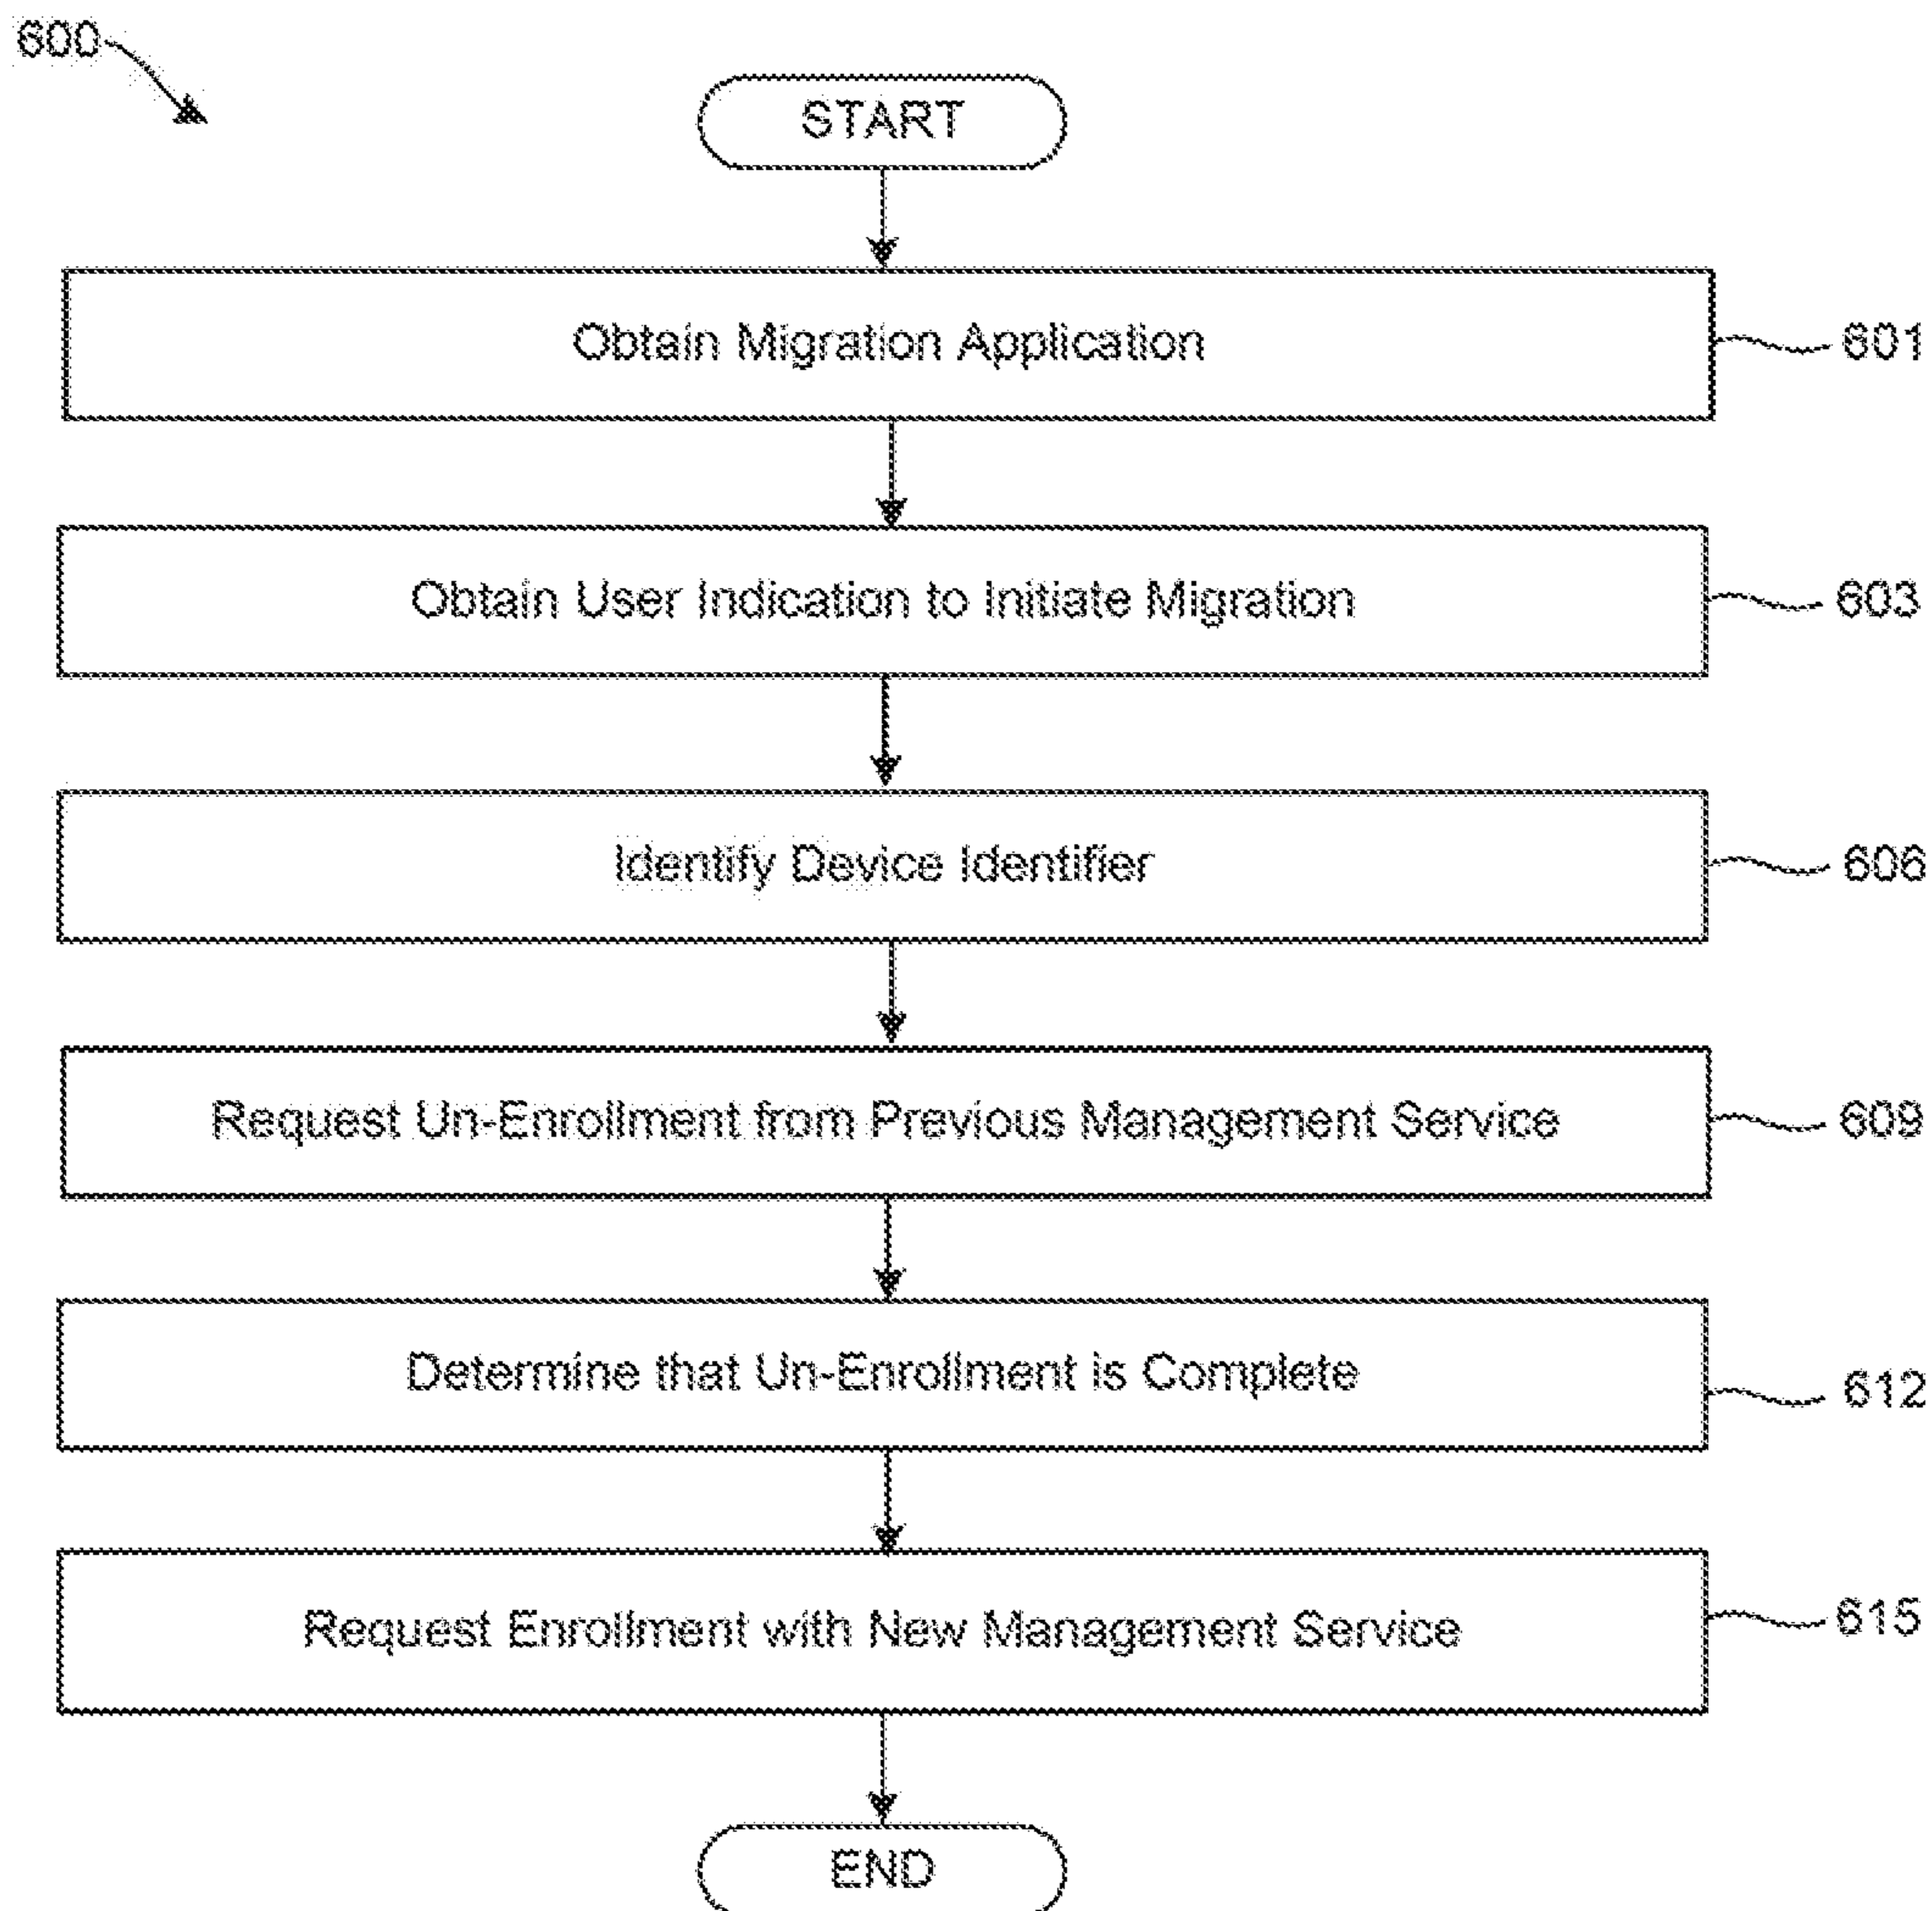 600
START
Obtain Migration Application
601
Obtain User Indication to Initiate Migration
603
Identify Device Identifier
606
Request Un-Enrollment from Previous Management Service
609
Determine that Un-Enrollment is Complete
612
Request Enrollment with New Management Service
615
END